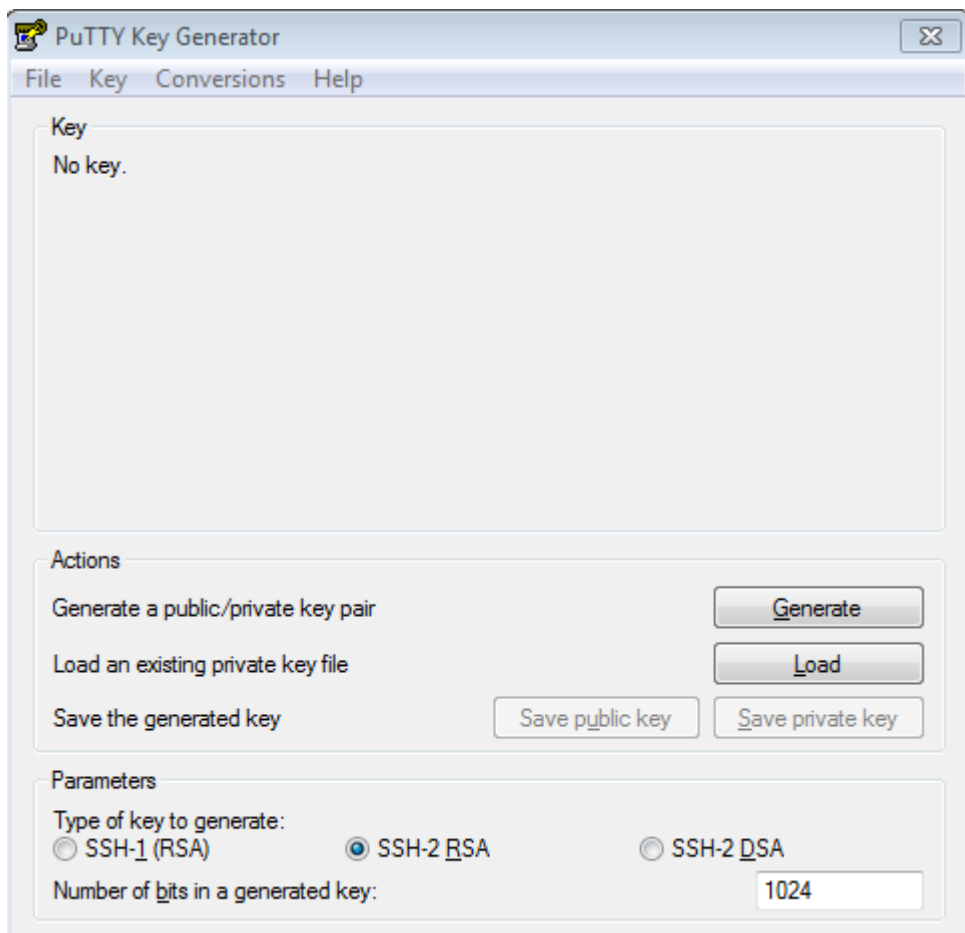 PuTTY Key Generator
File Key Conversions Help
Key
No key.
Actions
Generate a public/private key pair Generate
Load an existing private key file Load
Save the generated key Save public key Save private key
Parameters
Type of key to generate:
SSH-1 (RSA) SSH-2 RSA SSH-2 DSA
Number of bits in a generated key: 1024